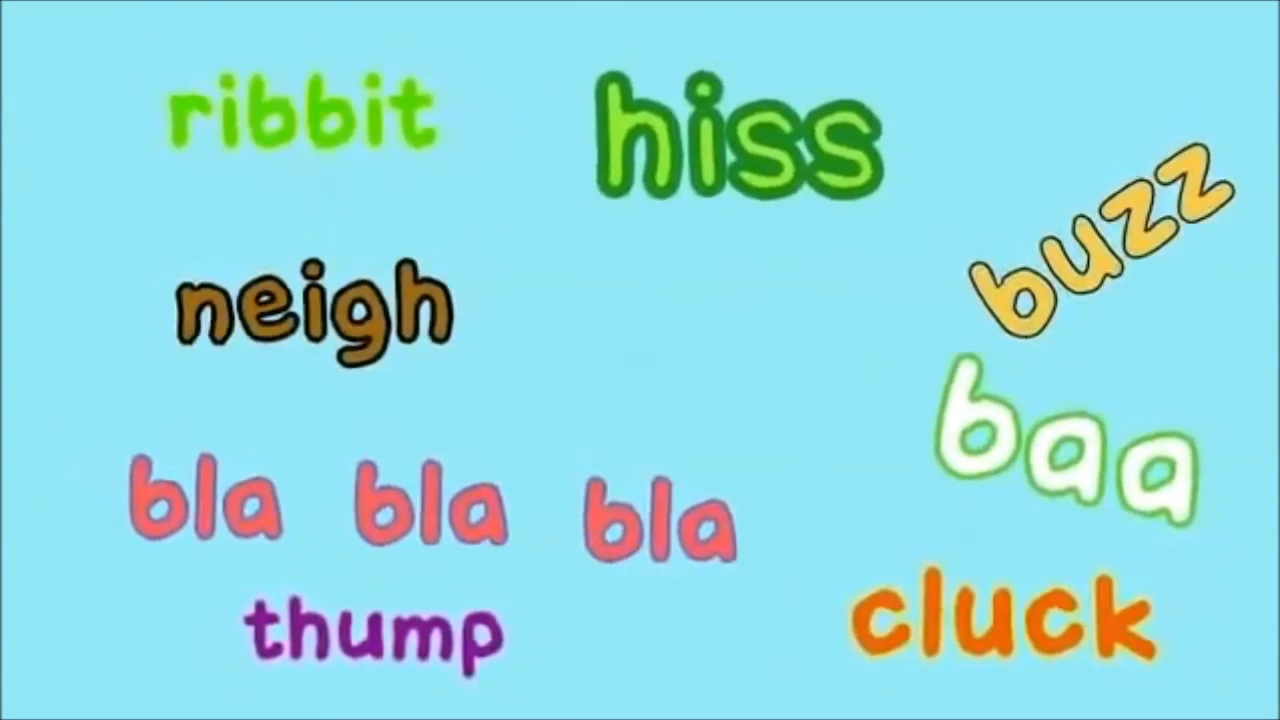 ribbit
hiss
buzz
neigh
baa
bla bla bla
cluck
thump